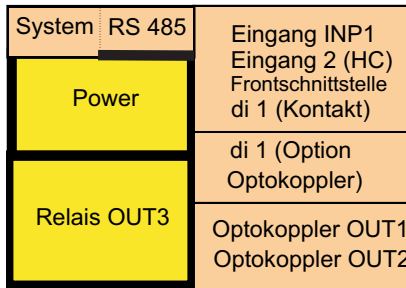 System RS 485
Power
Relais OUT3
Eingang INP1
Eingang 2 (HC)
Frontschnittstelle
di 1 (Kontakt)
di 1 (Option
Optokoppler)
Optokoppler OUT1
Optokoppler OUT2